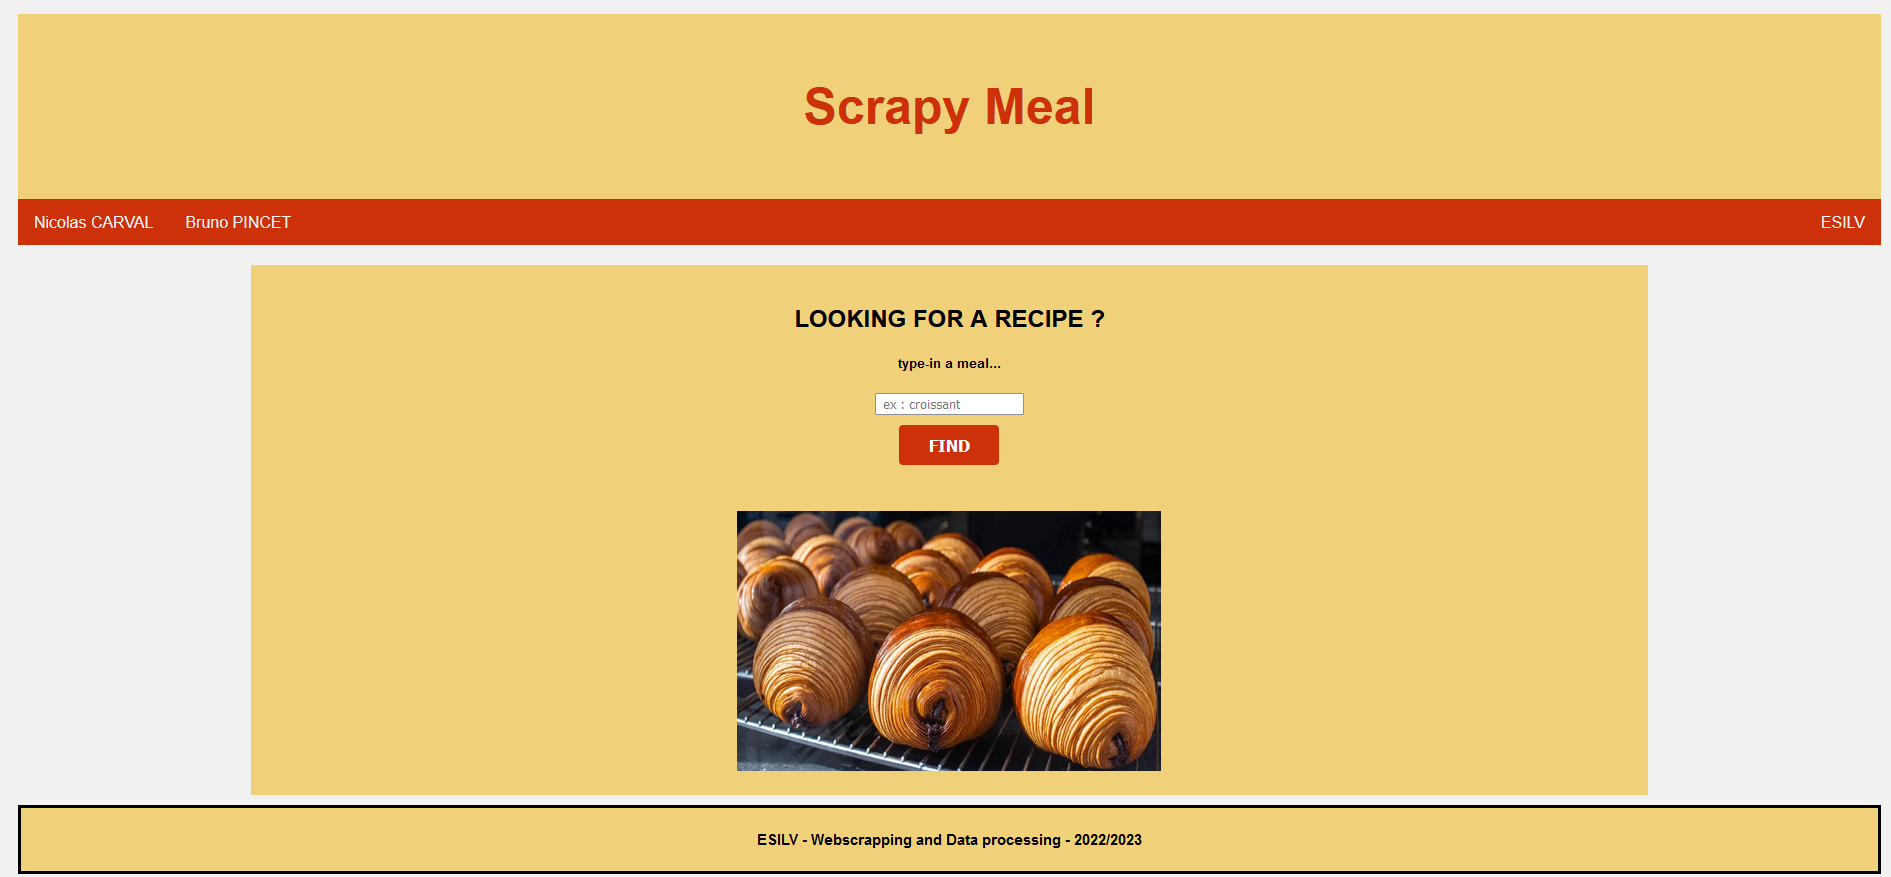 Scrapy Meal
Nicolas CARVAL Bruno PINCET ESILV
LOOKING FOR A RECIPE ?
type-in a meal...
ex : croissant
FIND
ESILV - Webscrapping and Data processing - 2022/2023